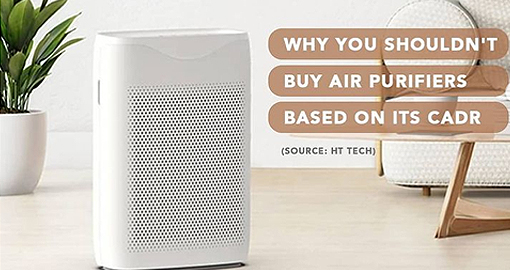 WHY YOU SHOULDN'T
BUY AIR PURIFIERS
BASED ON ITS CADR
(SOURCE: HT TECH)